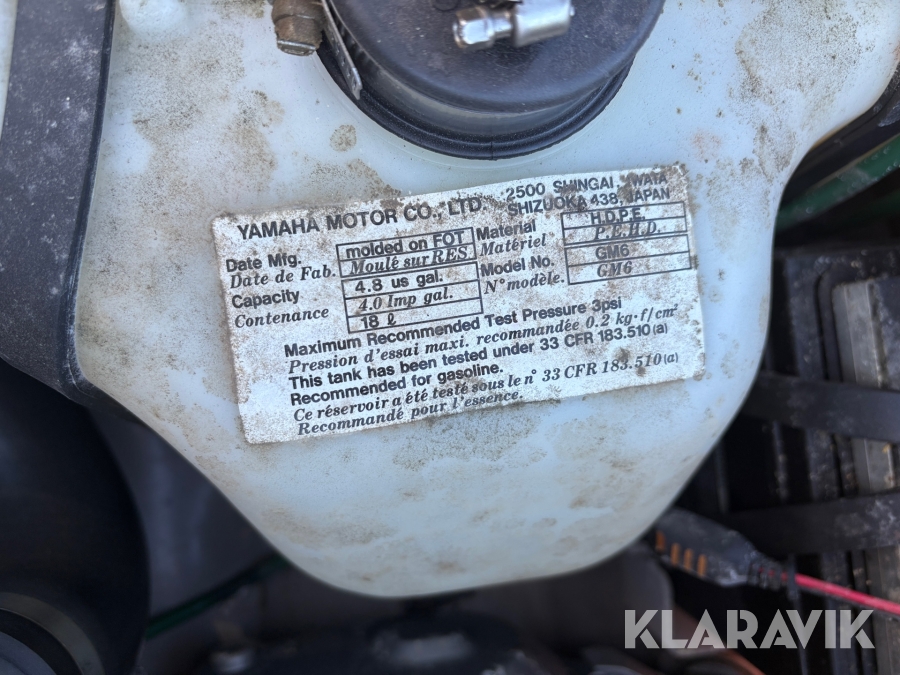 YAMAHA MOTOR CO., LTD. 2500 SHINGAI, IWATA
SHIZUOKA 438, JAPAN
Date Mfg. molded on FOT Material H.D.P.E.
Date de Fab. Moulé sur RES Matériel P.E.H.D.
Capacity 4.8 us gal. Model No. GM6
Contenance 4.0 Imp gal. N° modèle. GM6
18 ℓ
Maximum Recommended Test Pressure 3psi
Pression d'essai maxi. recommandée 0.2 kg·f/cm²
This tank has been tested under 33 CFR 183.510(a)
Recommended for gasoline.
Ce réservoir a été testé sous le n° 33 CFR 183.510(a)
Recommandé pour l'essence.
KLARAVIK